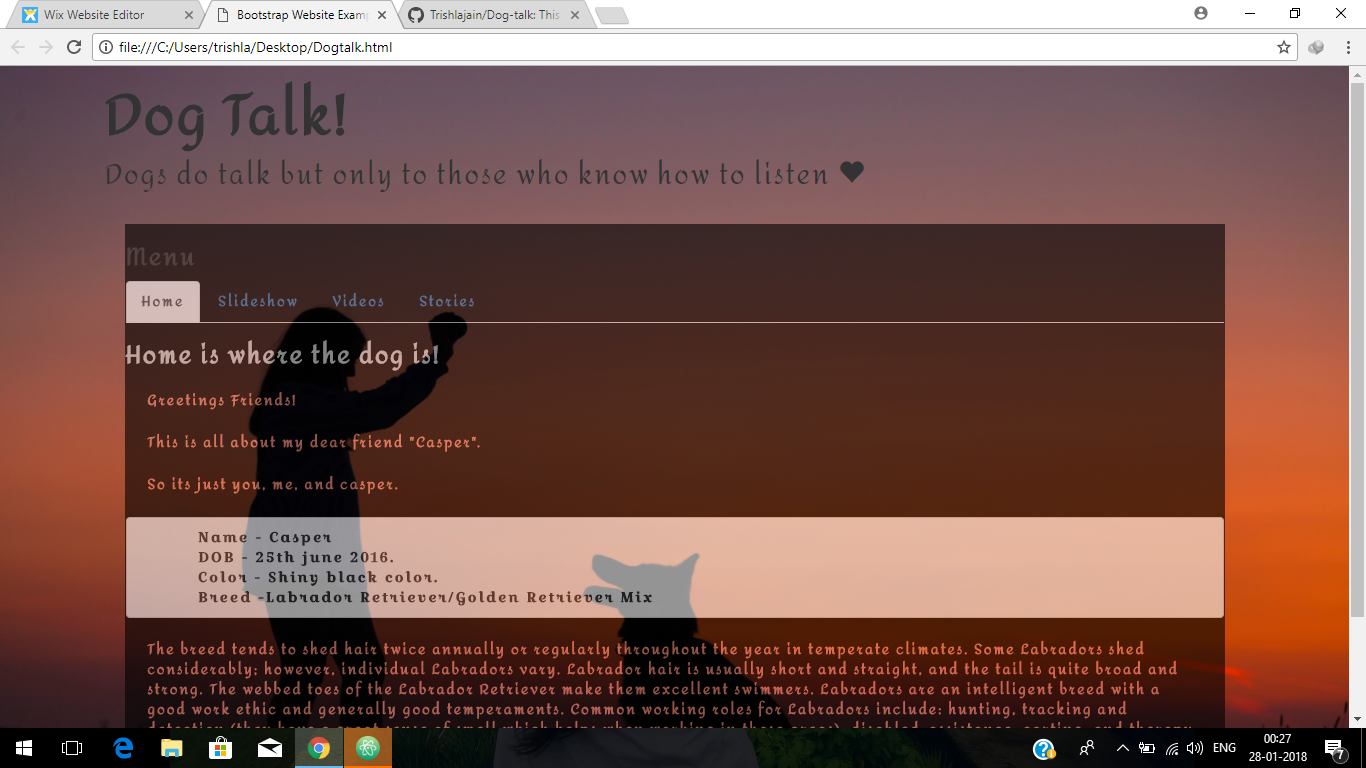 Wix Website Editor
Bootstrap Website Examp
Trishlajain/Dog-talk: This
file:///C:/Users/trishla/Desktop/Dogtalk.html
Dog Talk!
Dogs do talk but only to those who know how to listen ♥
Menu
Home Slideshow Videos Stories
Home is where the dog is!
Greetings Friends!
This is all about my dear friend "Casper".
So its just you, me, and casper.
Name - Casper
DOB - 25th june 2016.
Color - Shiny black color.
Breed -Labrador Retriever/Golden Retriever Mix
The breed tends to shed hair twice annually or regularly throughout the year in temperate climates. Some Labradors shed
considerably; however, individual Labradors vary. Labrador hair is usually short and straight, and the tail is quite broad and
strong. The webbed toes of the Labrador Retriever make them excellent swimmers. Labradors are an intelligent breed with a
good work ethic and generally good temperaments. Common working roles for Labradors include: hunting, tracking and
ENG
00:27
28-01-2018
7